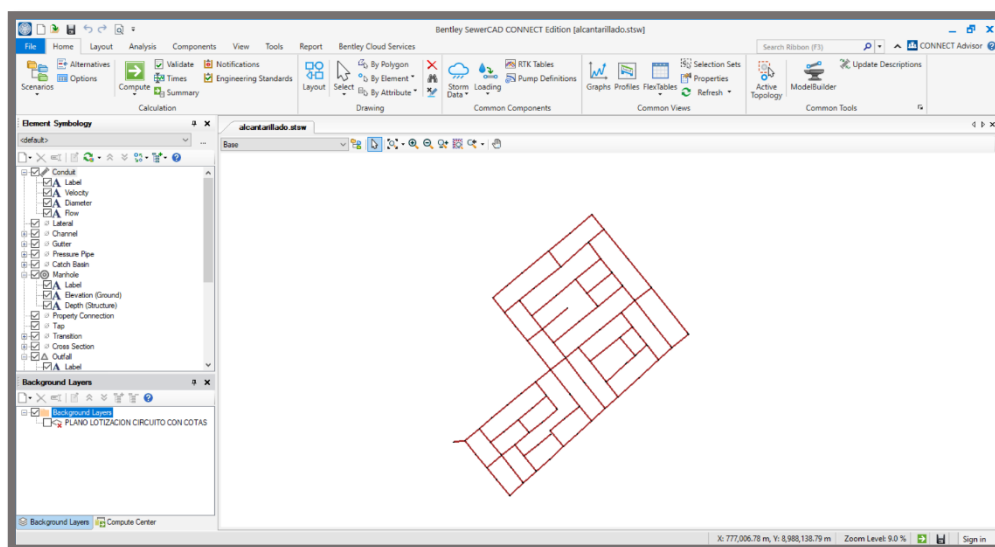 Bentley SewerCAD CONNECT Edition [alcantarillado.stsw]
File Home Layout Analysis Components View Tools Report Bentley Cloud Services Search Ribbon (F3) CONNECT Advisor
Scenarios Alternatives Options Compute Validate Times Summary Notifications Engineering Standards
Calculation
Layout Select By Polygon By Element By Attribute
Drawing
Storm Data Loading RTK Tables Pump Definitions
Common Components
Graphs Profiles FlexTables Selection Sets Properties Refresh
Common Views
Active Topology ModelBuilder Update Descriptions
Common Tools
Element Symbology
<default>
...
alcantarillado.stsw
Base
Conduit
Label
Velocity
Diameter
Flow
Lateral
Channel
Gutter
Pressure Pipe
Catch Basin
Manhole
Label
Elevation (Ground)
Depth (Structure)
Property Connection
Tap
Transition
Cross Section
Outfall
Label
Background Layers
Background Layers
PLANO LOTIZACION CIRCUITO CON COTAS
Background Layers Compute Center
X: 777,006.78 m, Y: 8,988,138.79 m Zoom Level: 9.0 % Sign in